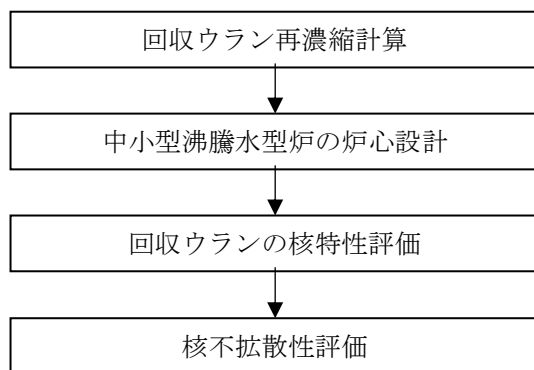 回収ウラン再濃縮計算
中小型沸騰水型炉の炉心設計
回収ウランの核特性評価
核不拡散性評価